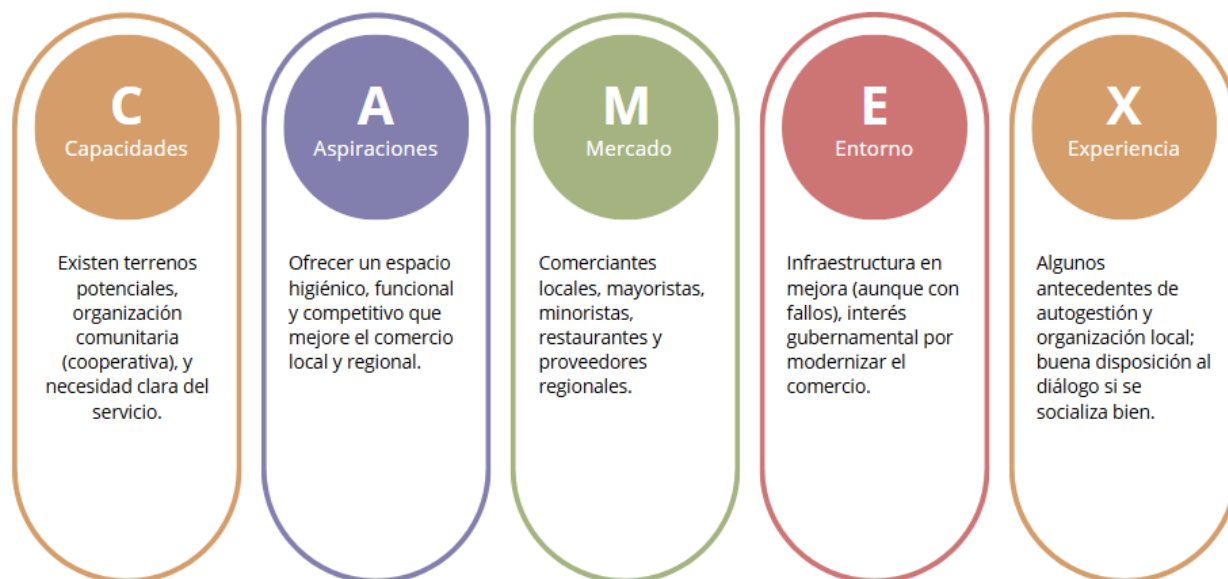 C
Capacidades
Existen terrenos
potenciales,
organización
comunitaria
(cooperativa), y
necesidad clara del
servicio.
A
Aspiraciones
Ofrecer un espacio
higiénico, funcional
y competitivo que
mejore el comercio
local y regional.
M
Mercado
Comerciantes
locales, mayoristas,
minoristas,
restaurantes y
proveedores
regionales.
E
Entorno
Infraestructura en
mejora (aunque con
fallos), interés
gubernamental por
modernizar el
comercio.
X
Experiencia
Algunos
antecedentes de
autogestión y
organización local;
buena disposición al
diálogo si se
socializa bien.